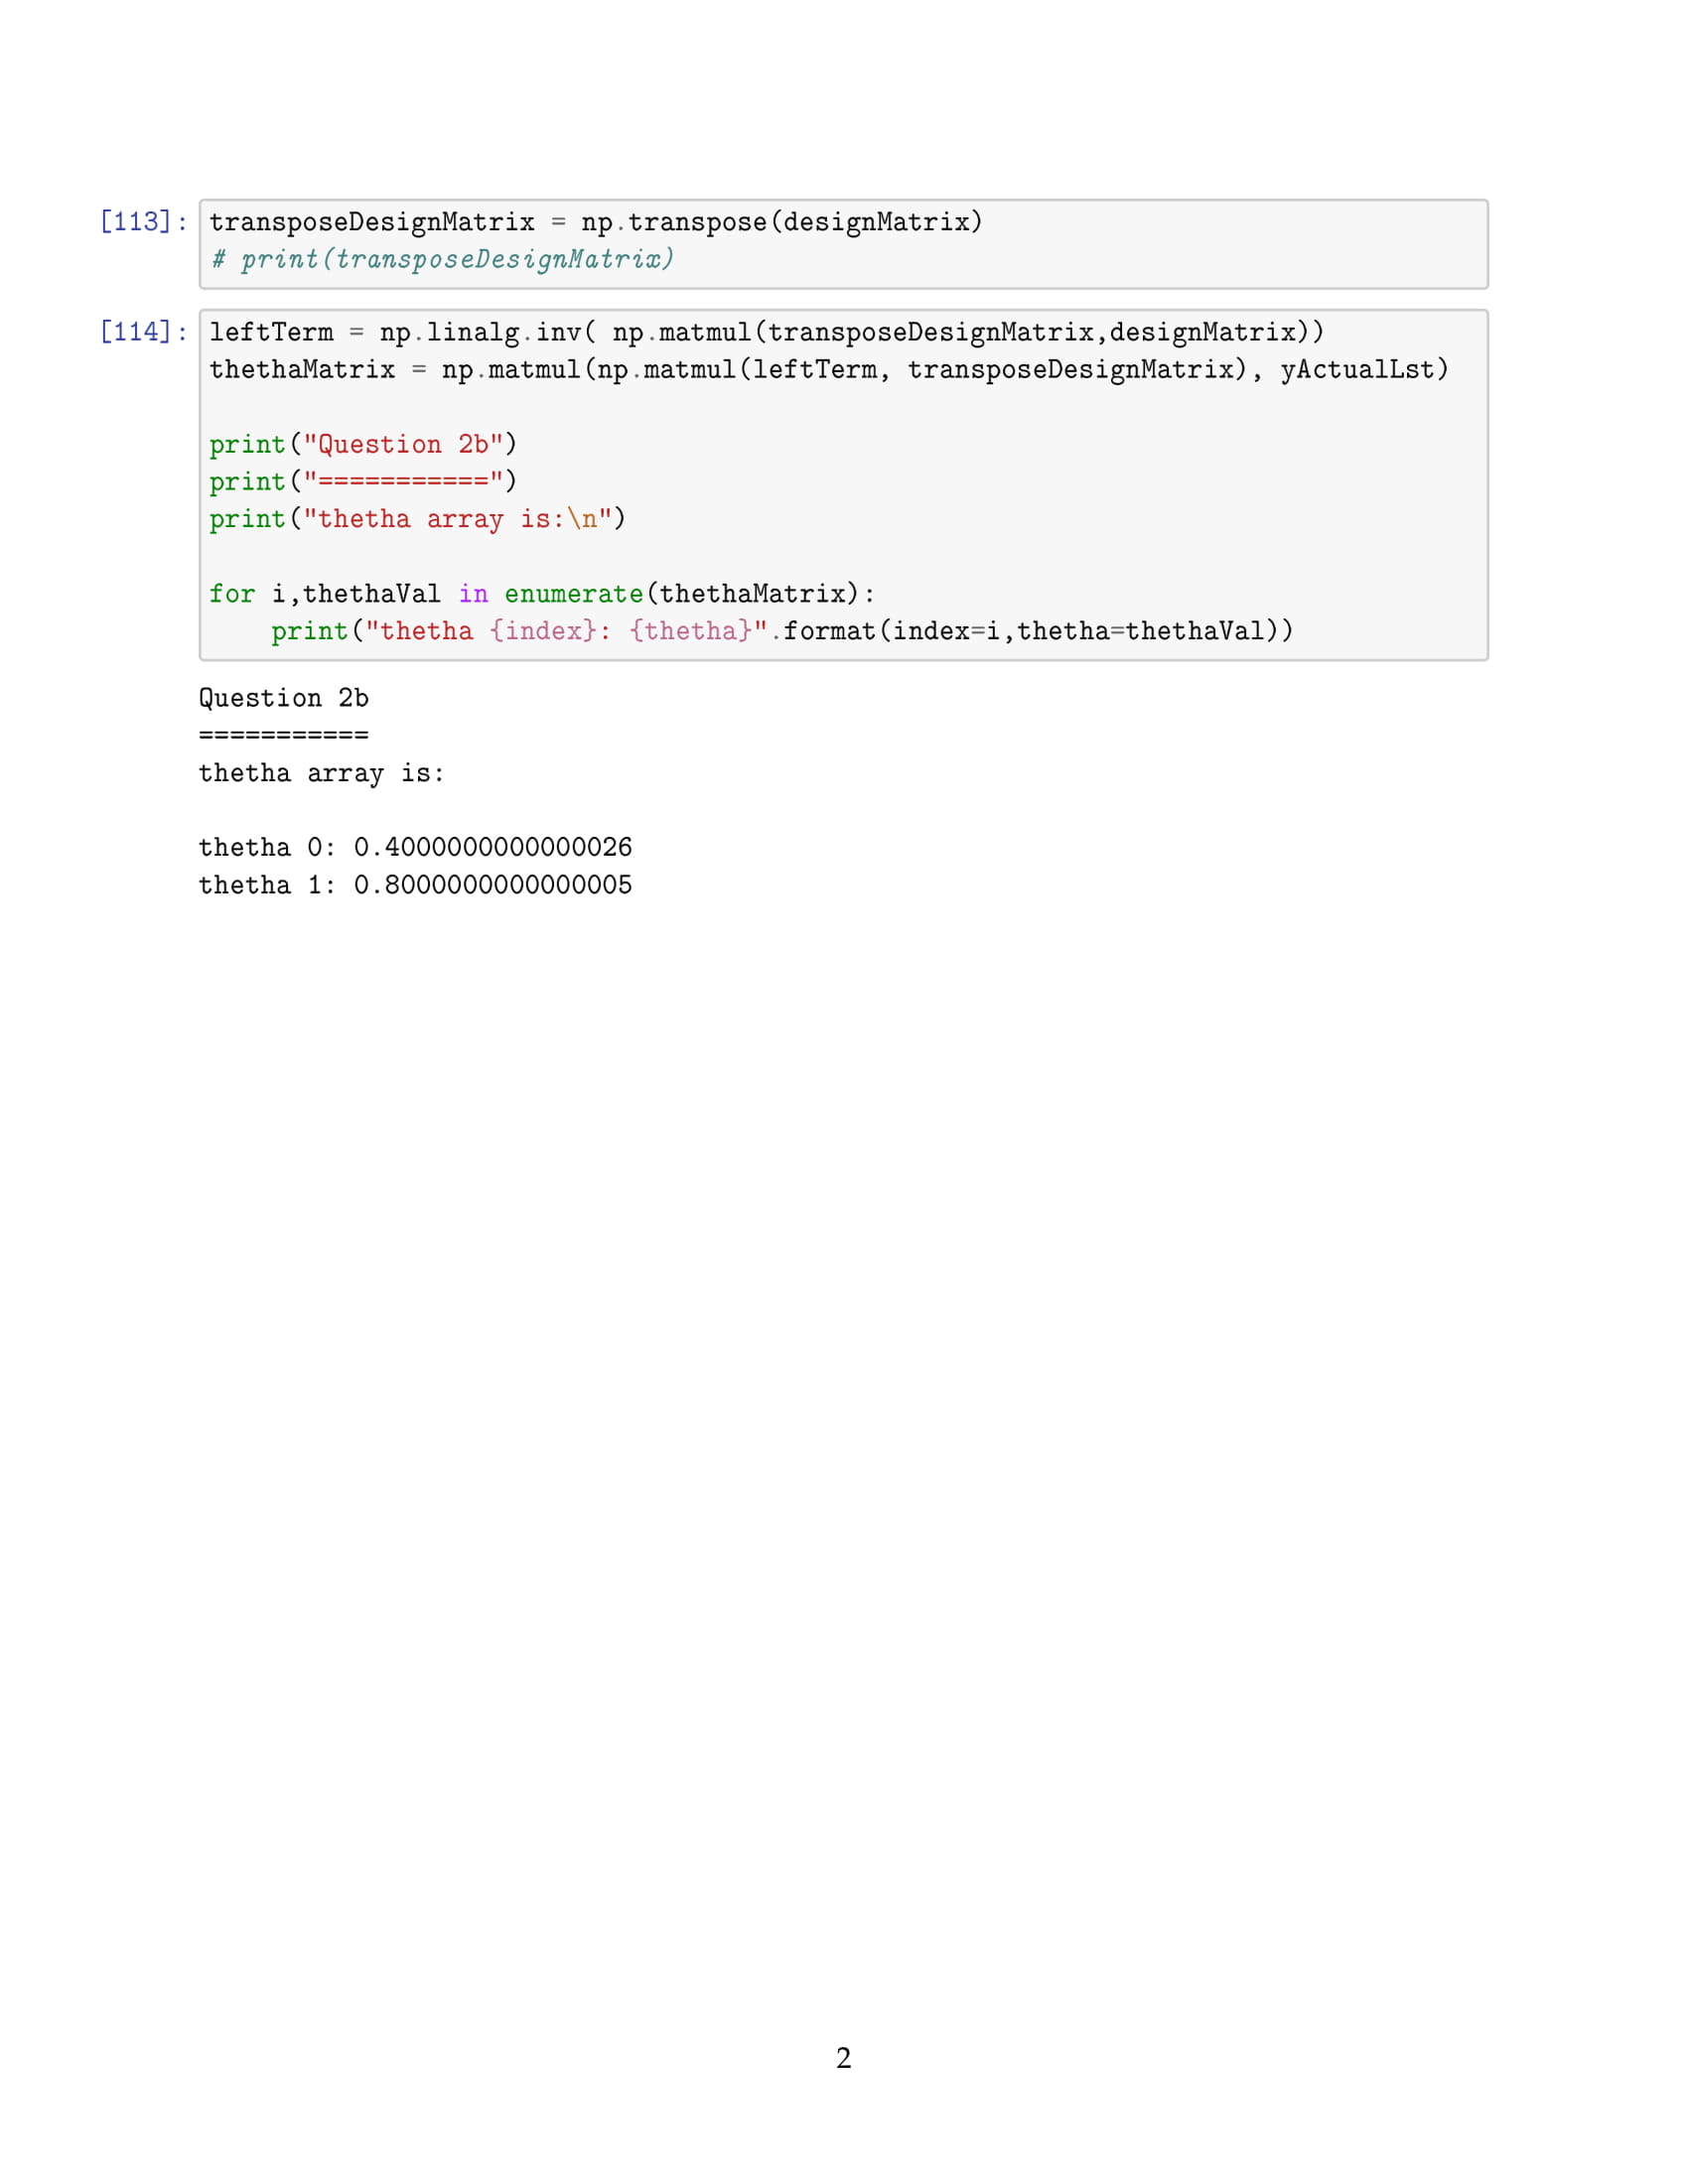 [113]: transposeDesignMatrix = np.transpose(designMatrix)
# print(transposeDesignMatrix)
[114]: leftTerm = np.linalg.inv( np.matmul(transposeDesignMatrix,designMatrix))
thethaMatrix = np.matmul(np.matmul(leftTerm, transposeDesignMatrix), yActualLst)
print("Question 2b")
print("===========")
print("thetha array is:\n")
for i,thethaVal in enumerate(thethaMatrix):
    print("thetha {index}: {thetha}".format(index=i,thetha=thethaVal))
Question 2b
===========
thetha array is:
thetha 0: 0.4000000000000026
thetha 1: 0.8000000000000005
2